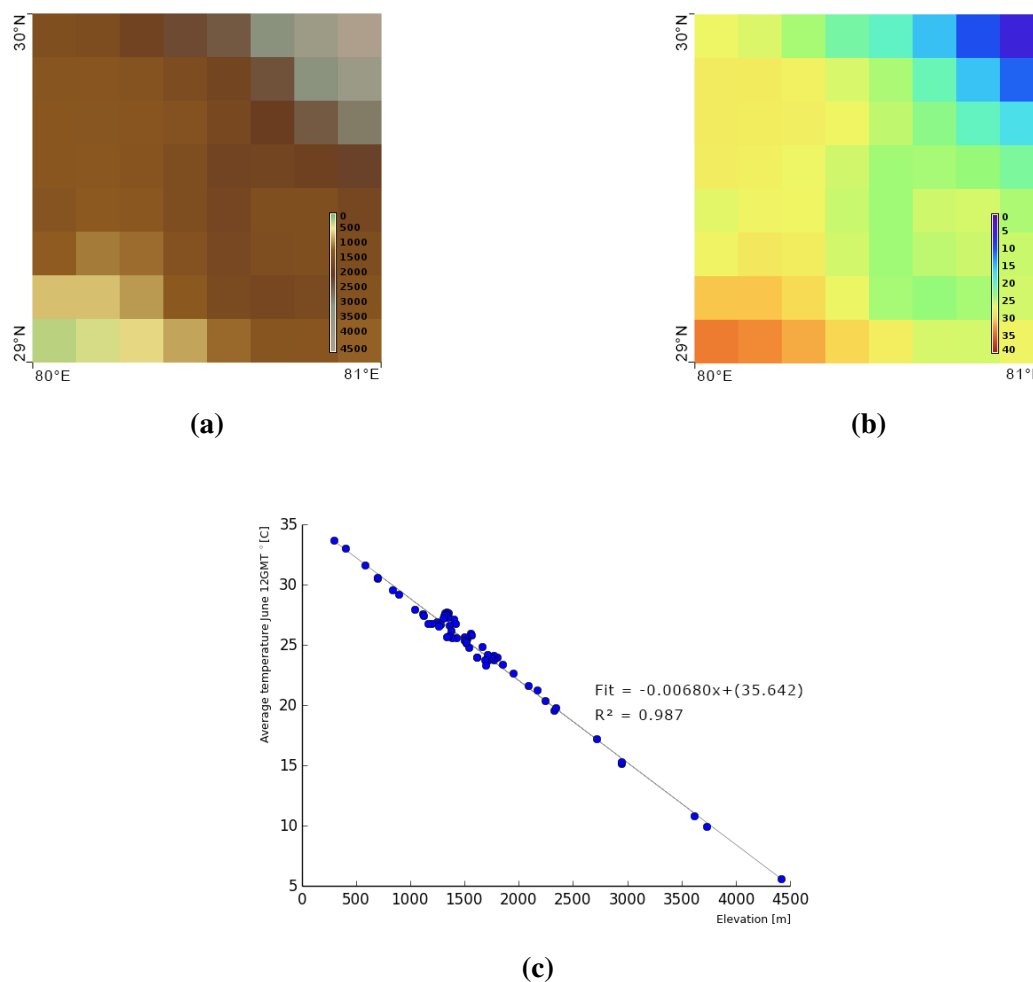 30°N
29°N
80°E
81°E
0
500
1000
1500
2000
2500
3000
3500
4000
4500
(a)
30°N
29°N
80°E
81°
0
5
10
15
20
25
30
35
40
(b)
Average temperature June 12GMT °[C]
35
30
25
20
15
10
5
Fit = -0.00680x+(35.642)
R² = 0.987
0 500 1000 1500 2000 2500 3000 3500 4000 4500
Elevation [m]
(c)